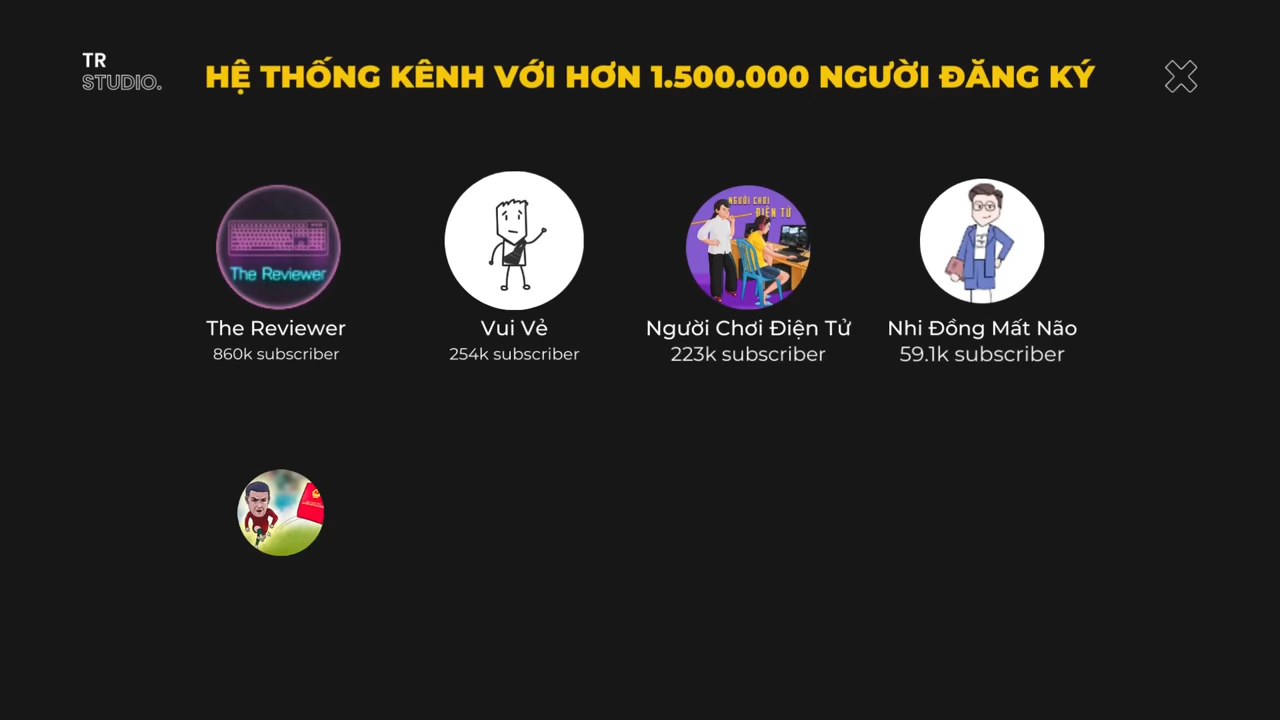 TR
STUDIO.
HỆ THỐNG KÊNH VỚI HƠN 1.500.000 NGƯỜI ĐĂNG KÝ
The Reviewer
NGƯỜI CHƠI
ĐIỆN TỬ
The Reviewer
Vui Vẻ
Người Chơi Điện Tử
Nhi Đồng Mất Não
860k subscriber
254k subscriber
223k subscriber
59.1k subscriber